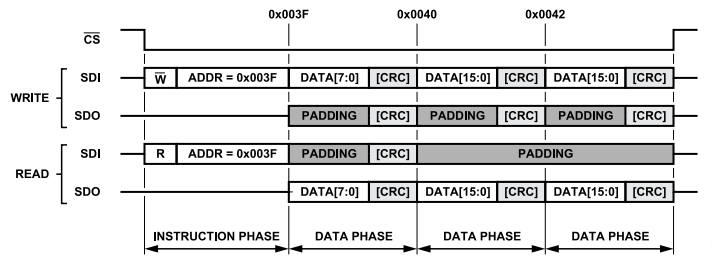 0x003F 0x0040 0x0042
CS
SDI W ADDR = 0x003F DATA[7:0] [CRC] DATA[15:0] [CRC] DATA[15:0] [CRC]
WRITE
SDO PADDING [CRC] PADDING [CRC] PADDING [CRC]
SDI R ADDR = 0x003F PADDING [CRC] PADDING
READ
SDO DATA[7:0] [CRC] DATA[15:0] [CRC] DATA[15:0] [CRC]
INSTRUCTION PHASE DATA PHASE DATA PHASE DATA PHASE